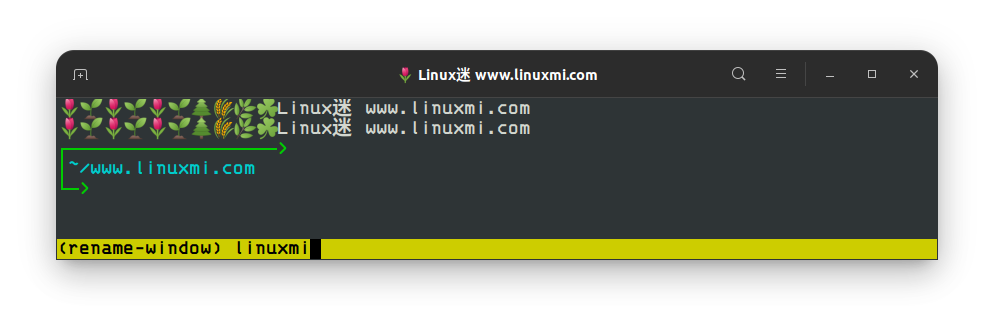 🌷 Linux迷 www.linuxmi.com
🌷🌱🌷🌱🌷🌱🌲🌾🌿☘Linux迷 www.linuxmi.com
🌷🌱🌷🌱🌷🌱🌲🌾🌿☘Linux迷 www.linuxmi.com
~/www.linuxmi.com
(rename-window) linuxmi